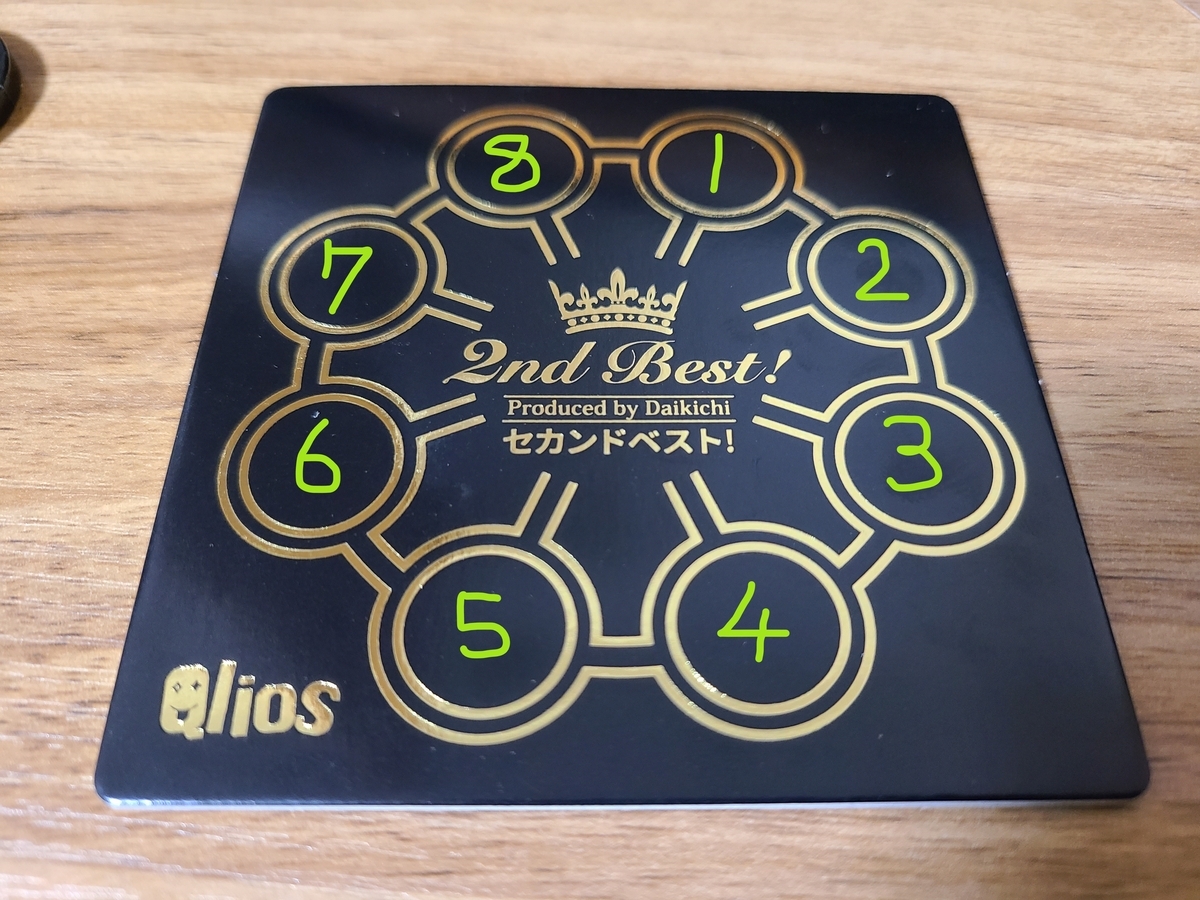 8 1
7 2
2nd Best!
Produced by Daikichi
セカンドベスト!
6 3
5 4
Qlios